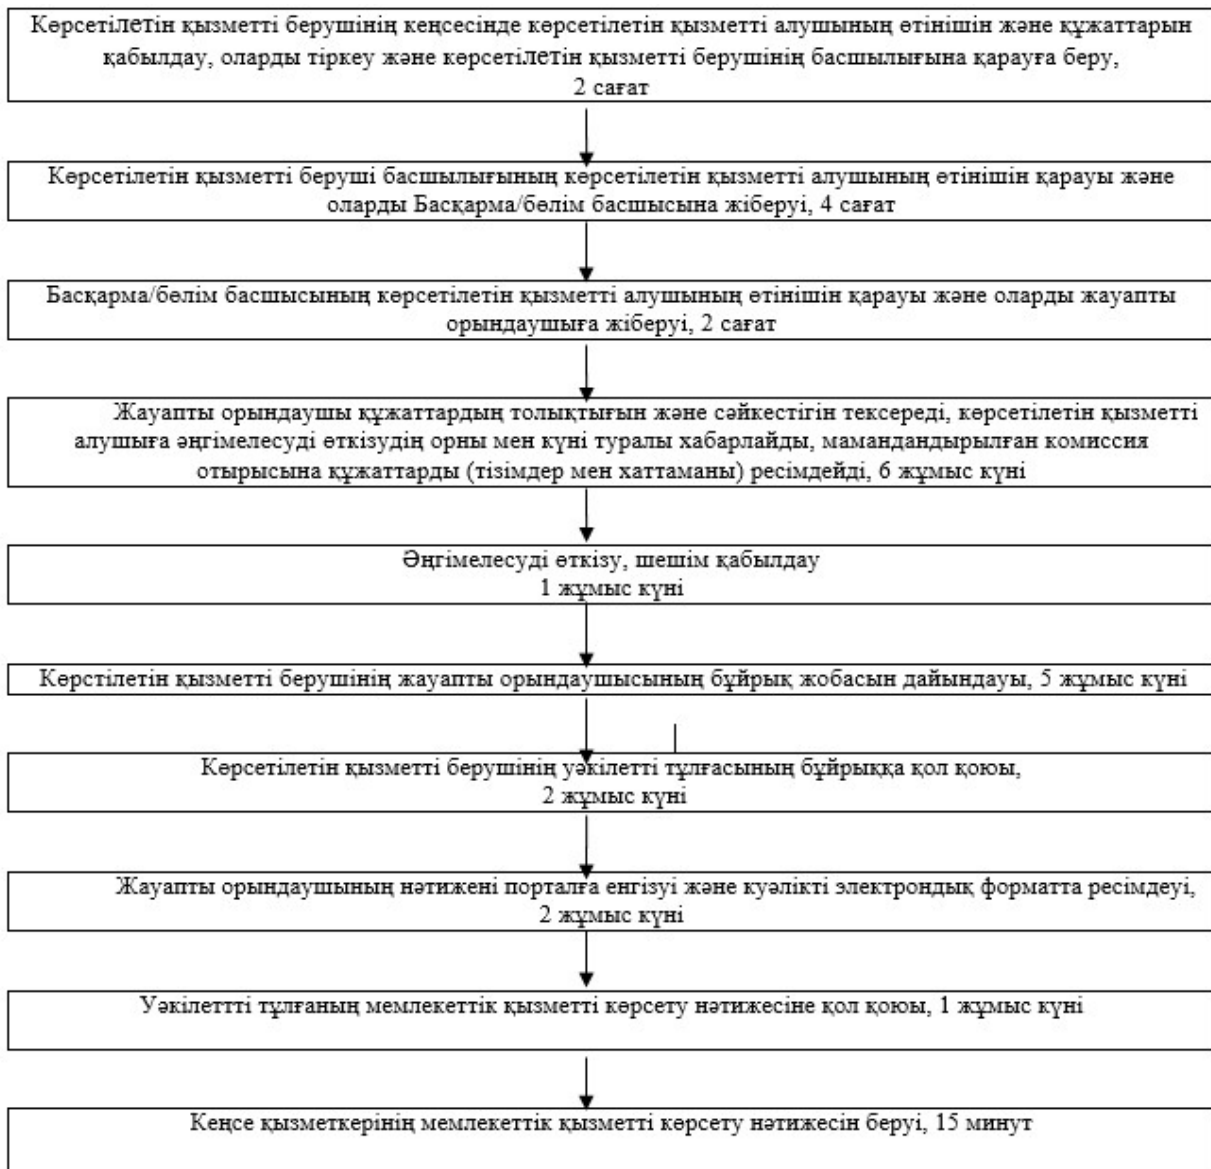 Көрсетілетін қызметті берушінің кеңсесінде көрсетілетін қызметті алушының өтінішін және құжаттарын
қабылдау, оларды тіркеу және көрсетілетін қызметті берушінің басшылығына қарауға беру,
2 сағат
Көрсетілетін қызметті беруші басшылығының көрсетілетін қызметті алушының өтінішін қарауы және
оларды Басқарма/бөлім басшысына жіберуі, 4 сағат
Басқарма/бөлім басшысының көрсетілетін қызметті алушының өтінішін қарауы және оларды жауапты
орындаушыға жіберуі, 2 сағат
Жауапты орындаушы құжаттардың толықтығын және сәйкестігін тексереді, көрсетілетін қызметті
алушыға әңгімелесуді өткізудің орны мен күні туралы хабарлайды, мамандандырылған комиссия
отырысына құжаттарды (тізімдер мен хаттаманы) ресімдейді, 6 жұмыс күні
Әңгімелесуді өткізу, шешім қабылдау
1 жұмыс күні
Көрстілетін қызметті берушінің жауапты орындаушысының бұйрық жобасын дайындауы, 5 жұмыс күні
Көрсетілетін қызметті берушінің уәкілетті тұлғасының бұйрыққа қол қоюы,
2 жұмыс күні
Жауапты орындаушының нәтижені порталға енгізуі және куәлікті электрондық форматта ресімдеуі,
2 жұмыс күні
Уәкілеттті тұлғаның мемлекеттік қызметті көрсету нәтижесіне қол қоюы, 1 жұмыс күні
Кеңсе қызметкерінің мемлекеттік қызметті көрсету нәтижесін беруі, 15 минут